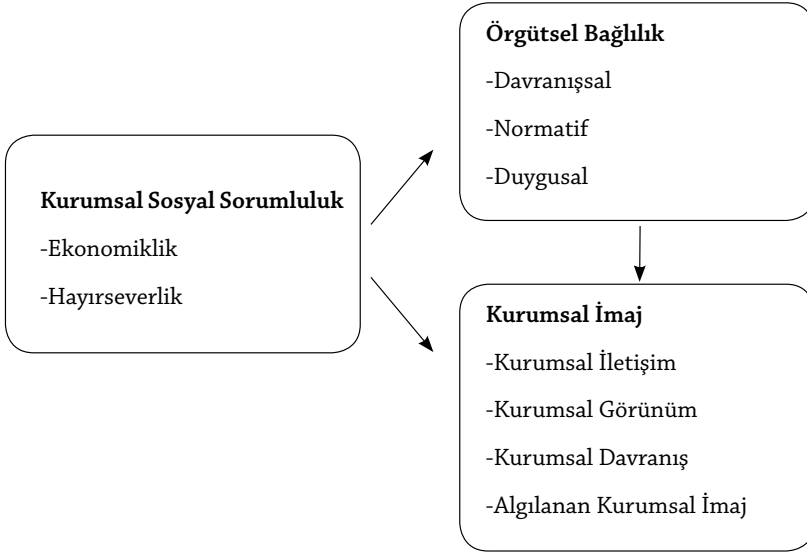 Kurumsal Sosyal Sorumluluk
-Ekonomiklik
-Hayırseverlik
Örgütsel Bağlılık
-Davranışsal
-Normatif
-Duygusal
Kurumsal İmaj
-Kurumsal İletişim
-Kurumsal Görünüm
-Kurumsal Davranış
-Algılanan Kurumsal İmaj